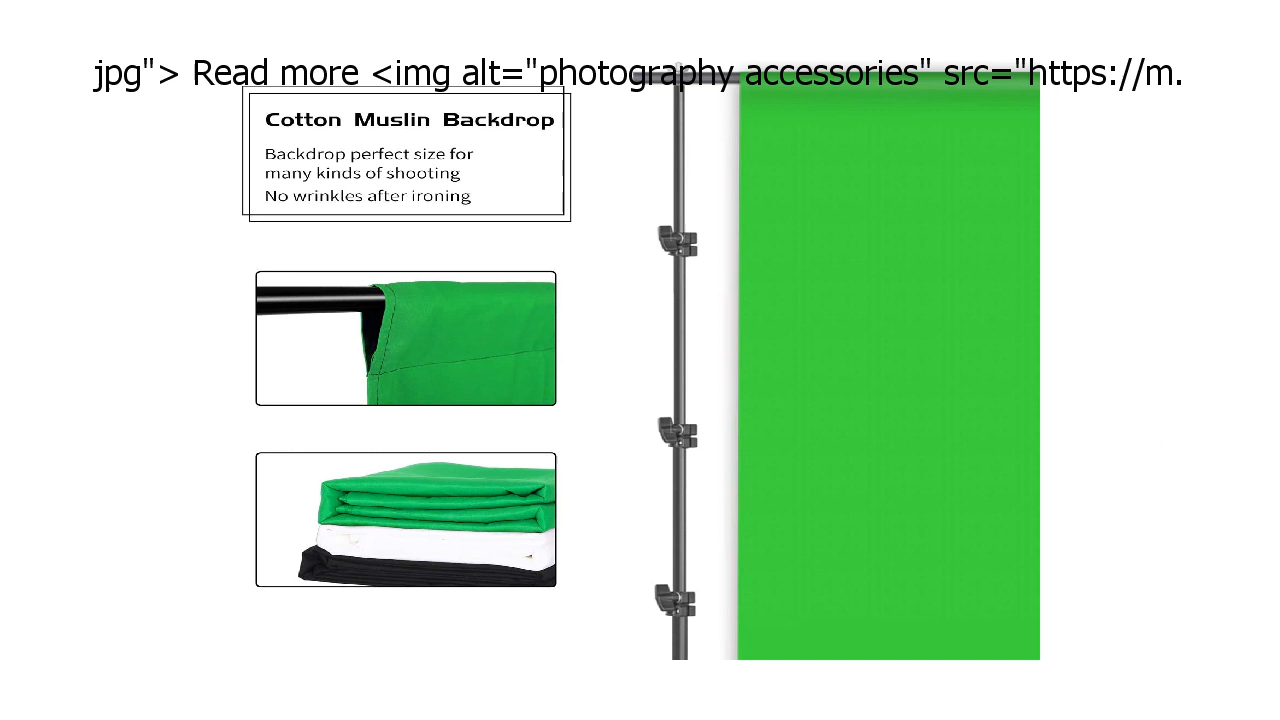 jpg"> Read more <img alt="photography accessories" src="https://m.
Cotton Muslin Backdrop
Backdrop perfect size for
many kinds of shooting
No wrinkles after ironing